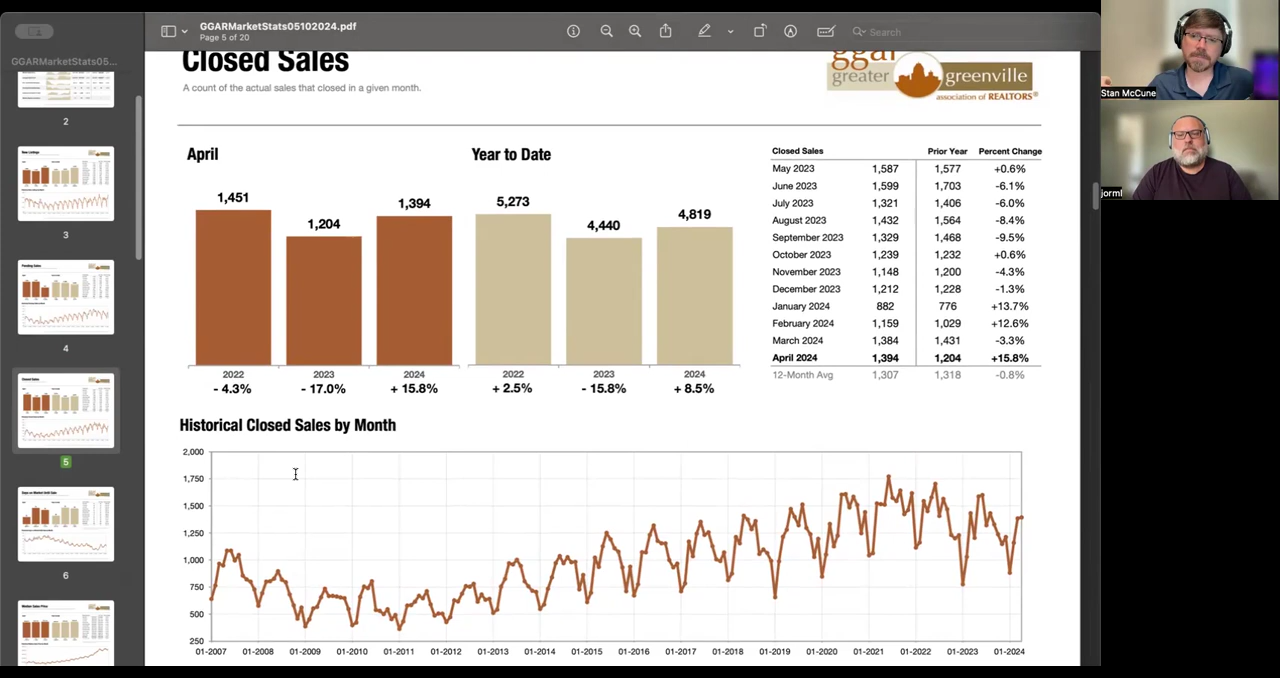 GGARMarketStats05102024.pdf
Page 5 of 20
Search
GGARMarketStats05...
2
3
4
5
6
Closed Sales
A count of the actual sales that closed in a given month.
ggar
greater greenville
association of REALTORS®
April
1,451
1,204
1,394
2022 2023 2024
- 4.3% - 17.0% + 15.8%
Year to Date
5,273
4,440
4,819
2022 2023 2024
+ 2.5% - 15.8% + 8.5%
Closed Sales Prior Year Percent Change
May 2023 1,587 1,577 +0.6%
June 2023 1,599 1,703 -6.1%
July 2023 1,321 1,406 -6.0%
August 2023 1,432 1,564 -8.4%
September 2023 1,329 1,468 -9.5%
October 2023 1,239 1,232 +0.6%
November 2023 1,148 1,200 -4.3%
December 2023 1,212 1,228 -1.3%
January 2024 882 776 +13.7%
February 2024 1,159 1,029 +12.6%
March 2024 1,384 1,431 -3.3%
April 2024 1,394 1,204 +15.8%
12-Month Avg 1,307 1,318 -0.8%
Historical Closed Sales by Month
2,000
1,750
1,500
1,250
1,000
750
500
250
01-2007 01-2008 01-2009 01-2010 01-2011 01-2012 01-2013 01-2014 01-2015 01-2016 01-2017 01-2018 01-2019 01-2020 01-2021 01-2022 01-2023 01-2024
Stan McCune
jorml